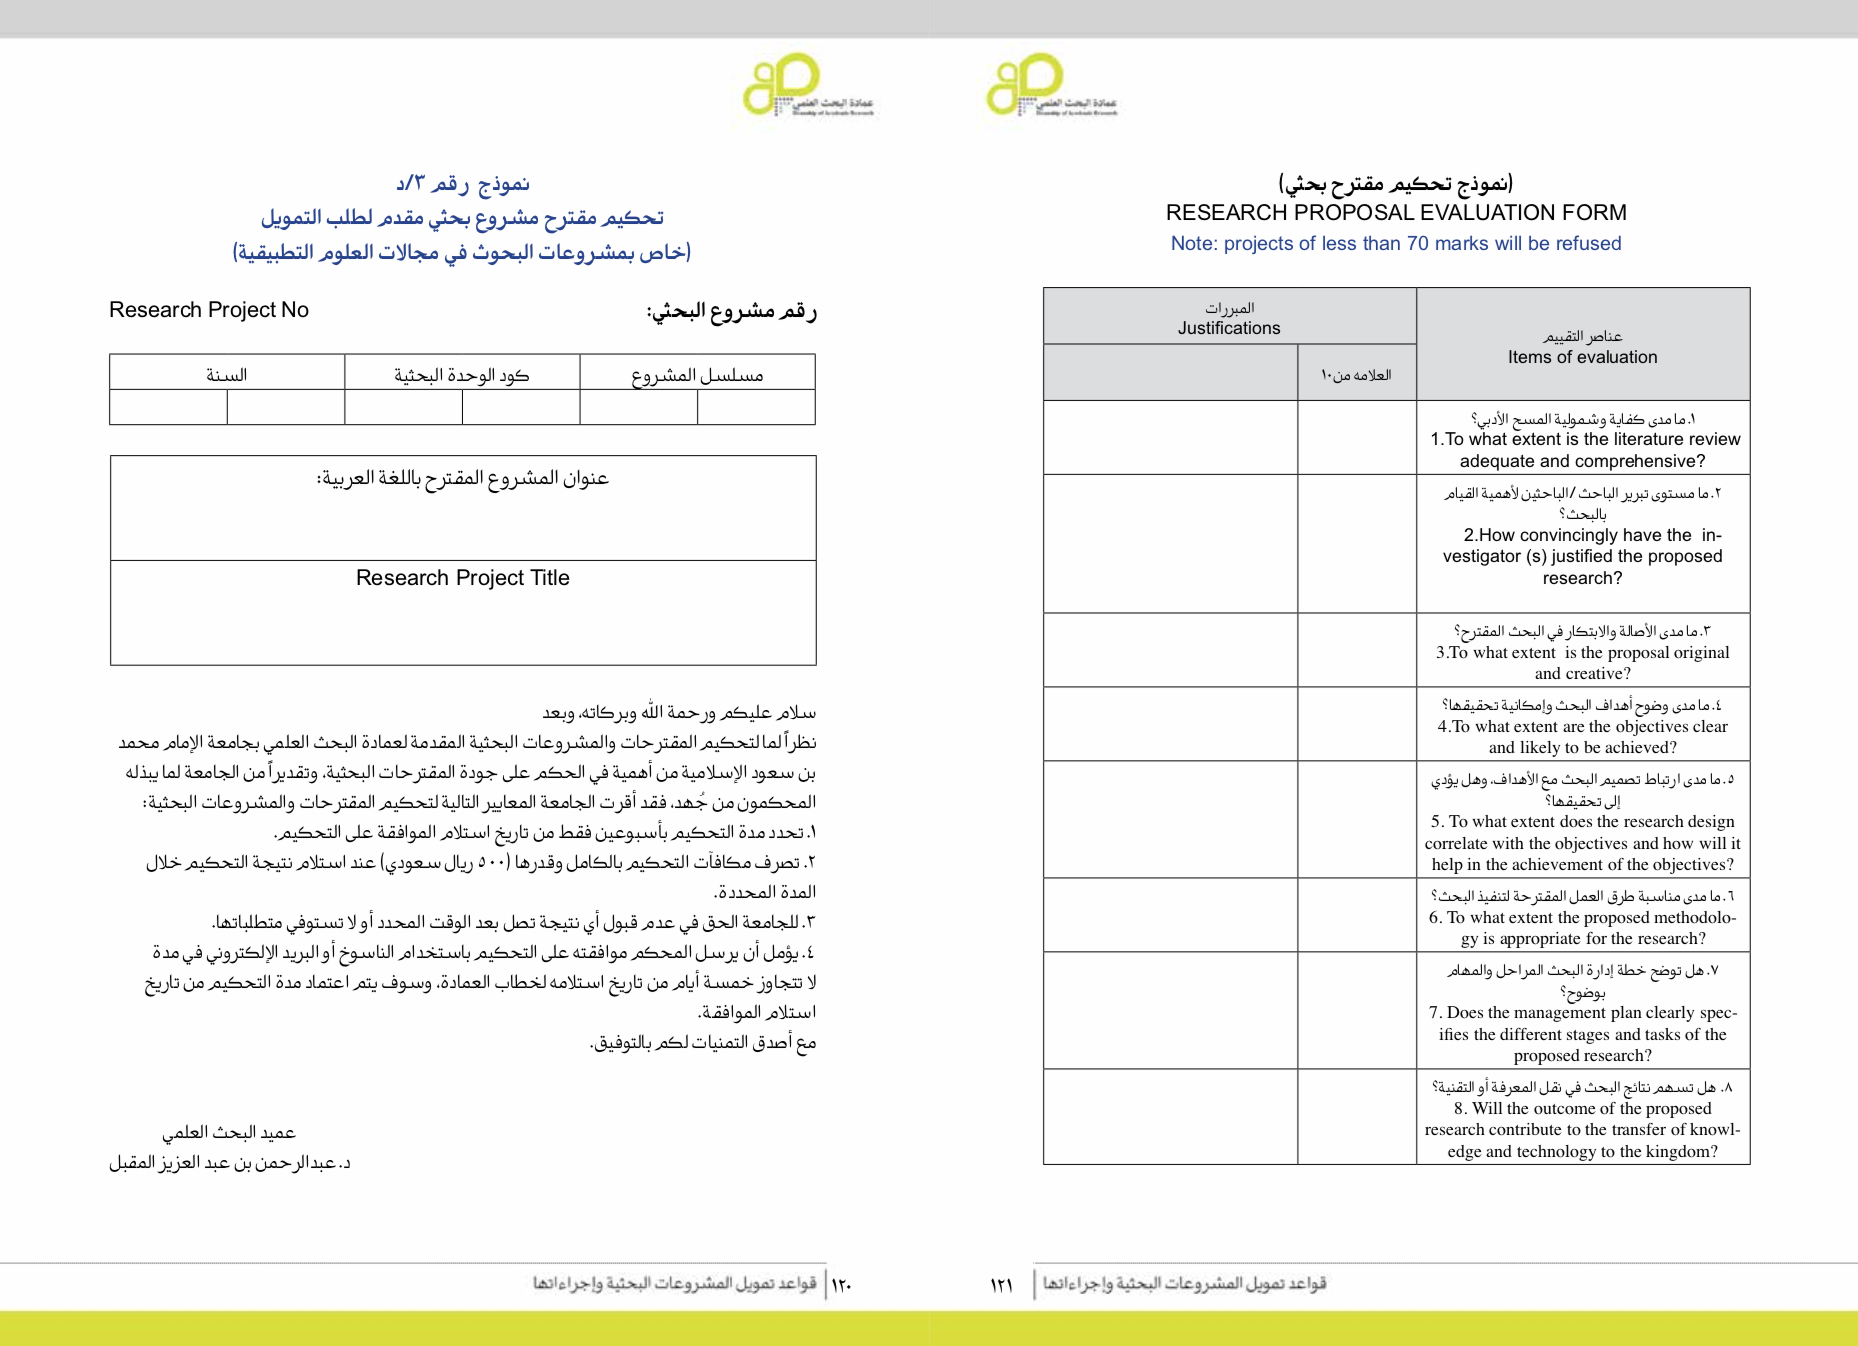 عمادة البحث العلمي
Deanship of Academic Research
نموذج رقم ٣/د
تحكيم مقترح مشروع بحثي مقدم لطلب التمويل
(خاص بمشروعات البحوث في مجالات العلوم التطبيقية)
رقم مشروع البحثي:
Research Project No
مسلسل المشروع
كود الوحدة البحثية
السنة
عنوان المشروع المقترح باللغة العربية:
Research Project Title
سلام عليكم ورحمة الله وبركاته، وبعد
نظراً لما لتحكيم المقترحات والمشروعات البحثية المقدمة لعمادة البحث العلمي بجامعة الإمام محمد
بن سعود الإسلامية من أهمية في الحكم على جودة المقترحات البحثية، وتقديراً من الجامعة لما يبذله
المحكمون من جُهد، فقد أقرت الجامعة المعايير التالية لتحكيم المقترحات والمشروعات البحثية:
١. تحدد مدة التحكيم بأسبوعين فقط من تاريخ استلام الموافقة على التحكيم.
٢. تصرف مكافآت التحكيم بالكامل وقدرها (٥٠٠ ريال سعودي) عند استلام نتيجة التحكيم خلال
المدة المحددة.
٣. للجامعة الحق في عدم قبول أي نتيجة تصل بعد الوقت المحدد أو لا تستوفي متطلباتها.
٤. يؤمل أن يرسل المحكم موافقته على التحكيم باستخدام الناسوخ أو البريد الإلكتروني في مدة
لا تتجاوز خمسة أيام من تاريخ استلامه لخطاب العمادة، وسوف يتم اعتماد مدة التحكيم من تاريخ
استلام الموافقة.
مع أصدق التمنيات لكم بالتوفيق.
عميد البحث العلمي
د. عبدالرحمن بن عبد العزيز المقبل
١٢٠ قواعد تمويل المشروعات البحثية وإجراءاتها
عمادة البحث العلمي
Deanship of Academic Research
(نموذج تحكيم مقترح بحثي)
RESEARCH PROPOSAL EVALUATION FORM
Note: projects of less than 70 marks will be refused
عناصر التقييم
Items of evaluation
المبررات
Justifications
العلامه من ١٠
١. ما مدى كفاية وشمولية المسح الأدبي؟
1.To what extent is the literature review
adequate and comprehensive?
٢. ما مستوى تبرير الباحث / الباحثين لأهمية القيام
بالبحث؟
2.How convincingly have the in-
vestigator (s) justified the proposed
research?
٣. ما مدى الأصالة والابتكار في البحث المقترح؟
3.To what extent is the proposal original
and creative?
٤. ما مدى وضوح أهداف البحث وإمكانية تحقيقها؟
4.To what extent are the objectives clear
and likely to be achieved?
٥. ما مدى ارتباط تصميم البحث مع الأهداف، وهل يؤدي
إلى تحقيقها؟
5. To what extent does the research design
correlate with the objectives and how will it
help in the achievement of the objectives?
٦. ما مدى مناسبة طرق العمل المقترحة لتنفيذ البحث؟
6. To what extent the proposed methodolo-
gy is appropriate for the research?
٧. هل توضح خطة إدارة البحث المراحل والمهام
بوضوح؟
7. Does the management plan clearly spec-
ifies the different stages and tasks of the
proposed research?
٨. هل تسهم نتائج البحث في نقل المعرفة أو التقنية؟
8. Will the outcome of the proposed
research contribute to the transfer of knowl-
edge and technology to the kingdom?
قواعد تمويل المشروعات البحثية وإجراءاتها ١٢١